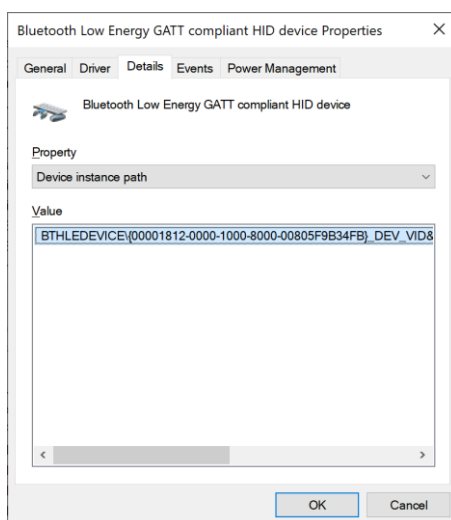 Bluetooth Low Energy GATT compliant HID device Properties
General Driver Details Events Power Management
Bluetooth Low Energy GATT compliant HID device
Property
Device instance path
Value
BTHLEDEVICE\{00001812-0000-1000-8000-00805F9B34FB}_DEV_VID&
OK Cancel